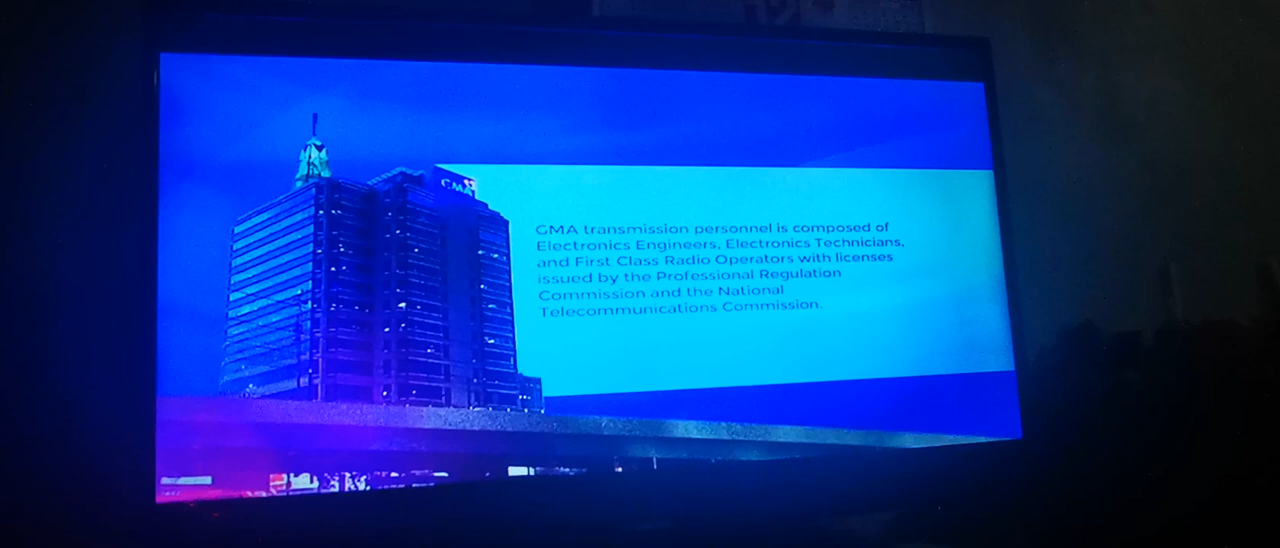 GMA
GMA transmission personnel is composed of
Electronics Engineers, Electronics Technicians,
and First Class Radio Operators with licenses
issued by the Professional Regulation
Commission and the National
Telecommunications Commission.